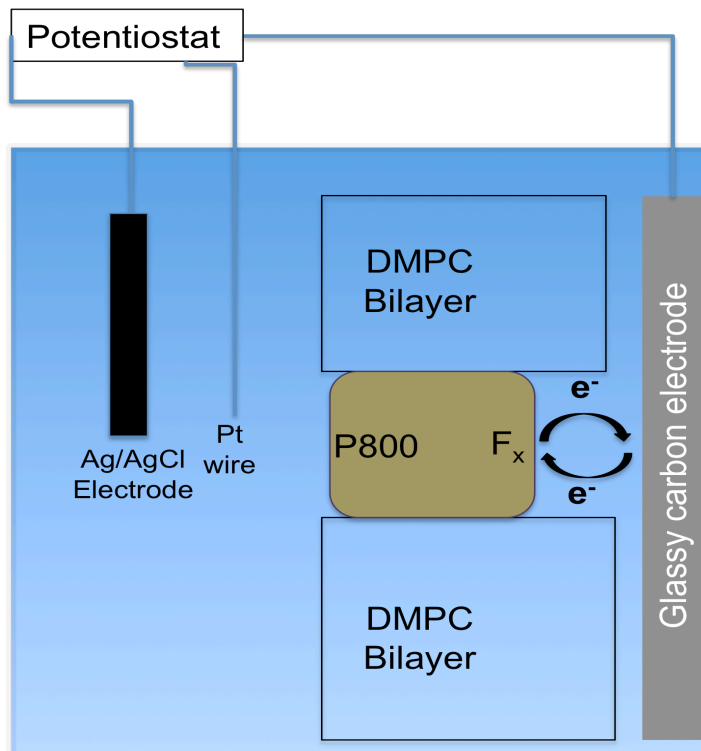 Potentiostat
DMPC
Bilayer
Glassy carbon electrode
e-
P800
Fx
Pt
wire
Ag/AgCl
Electrode
e-
DMPC
Bilayer